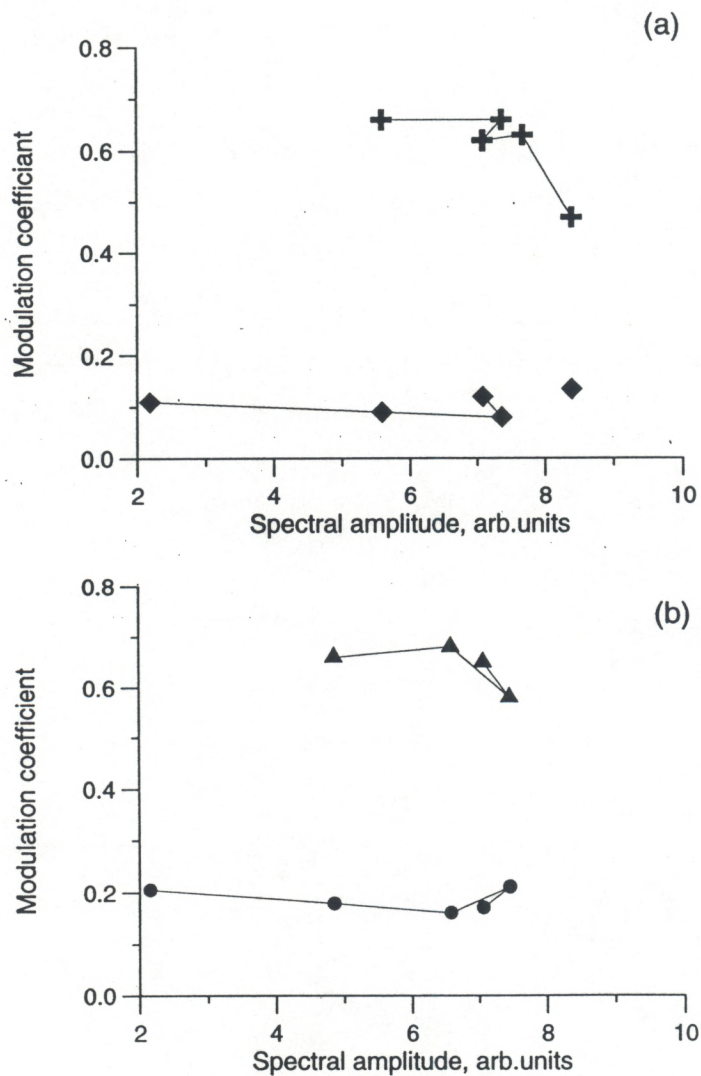 (a)
0.8
0.6
0.4
0.2
0.0
Modulation coefficiant
2 4 6 8 10
Spectral amplitude, arb.units
(b)
0.8
0.6
0.4
0.2
0.0
Modulation coefficient
2 4 6 8 10
Spectral amplitude, arb.units